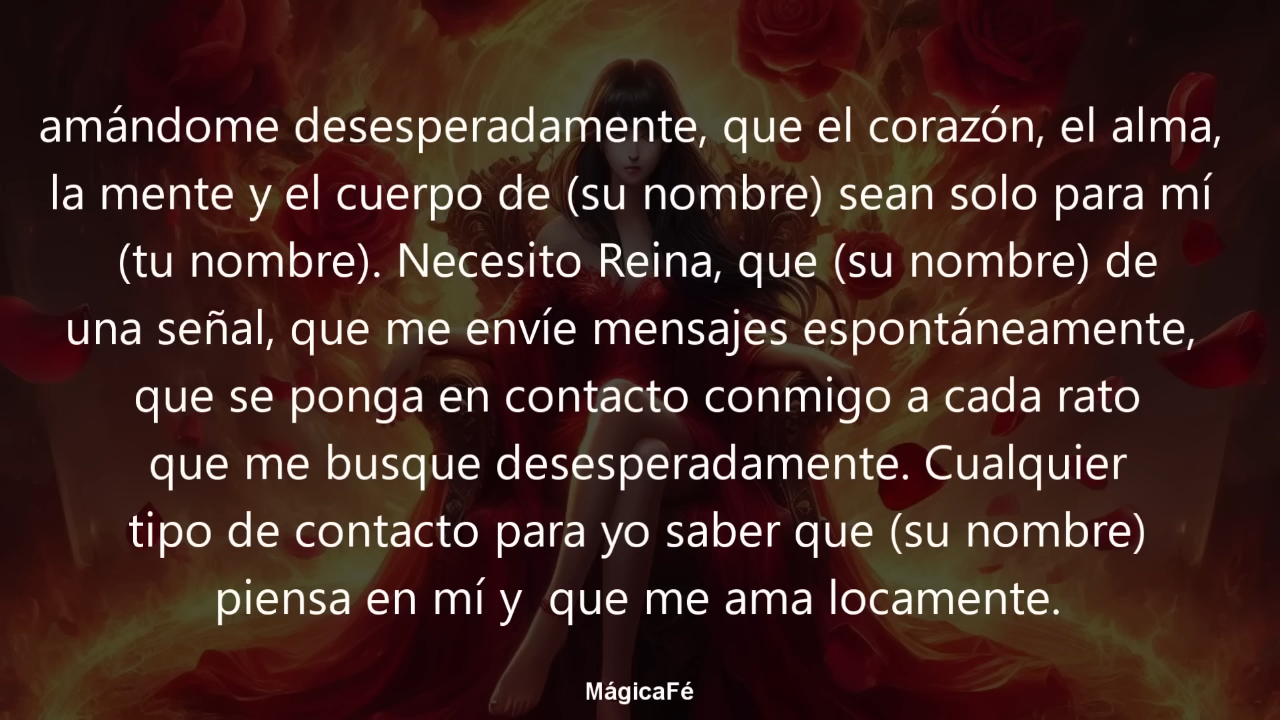 amándome desesperadamente, que el corazón, el alma,
la mente y el cuerpo de (su nombre) sean solo para mí
(tu nombre). Necesito Reina, que (su nombre) de
una señal, que me envíe mensajes espontáneamente,
que se ponga en contacto conmigo a cada rato
que me busque desesperadamente. Cualquier
tipo de contacto para yo saber que (su nombre)
piensa en mí y  que me ama locamente.
MágicaFé